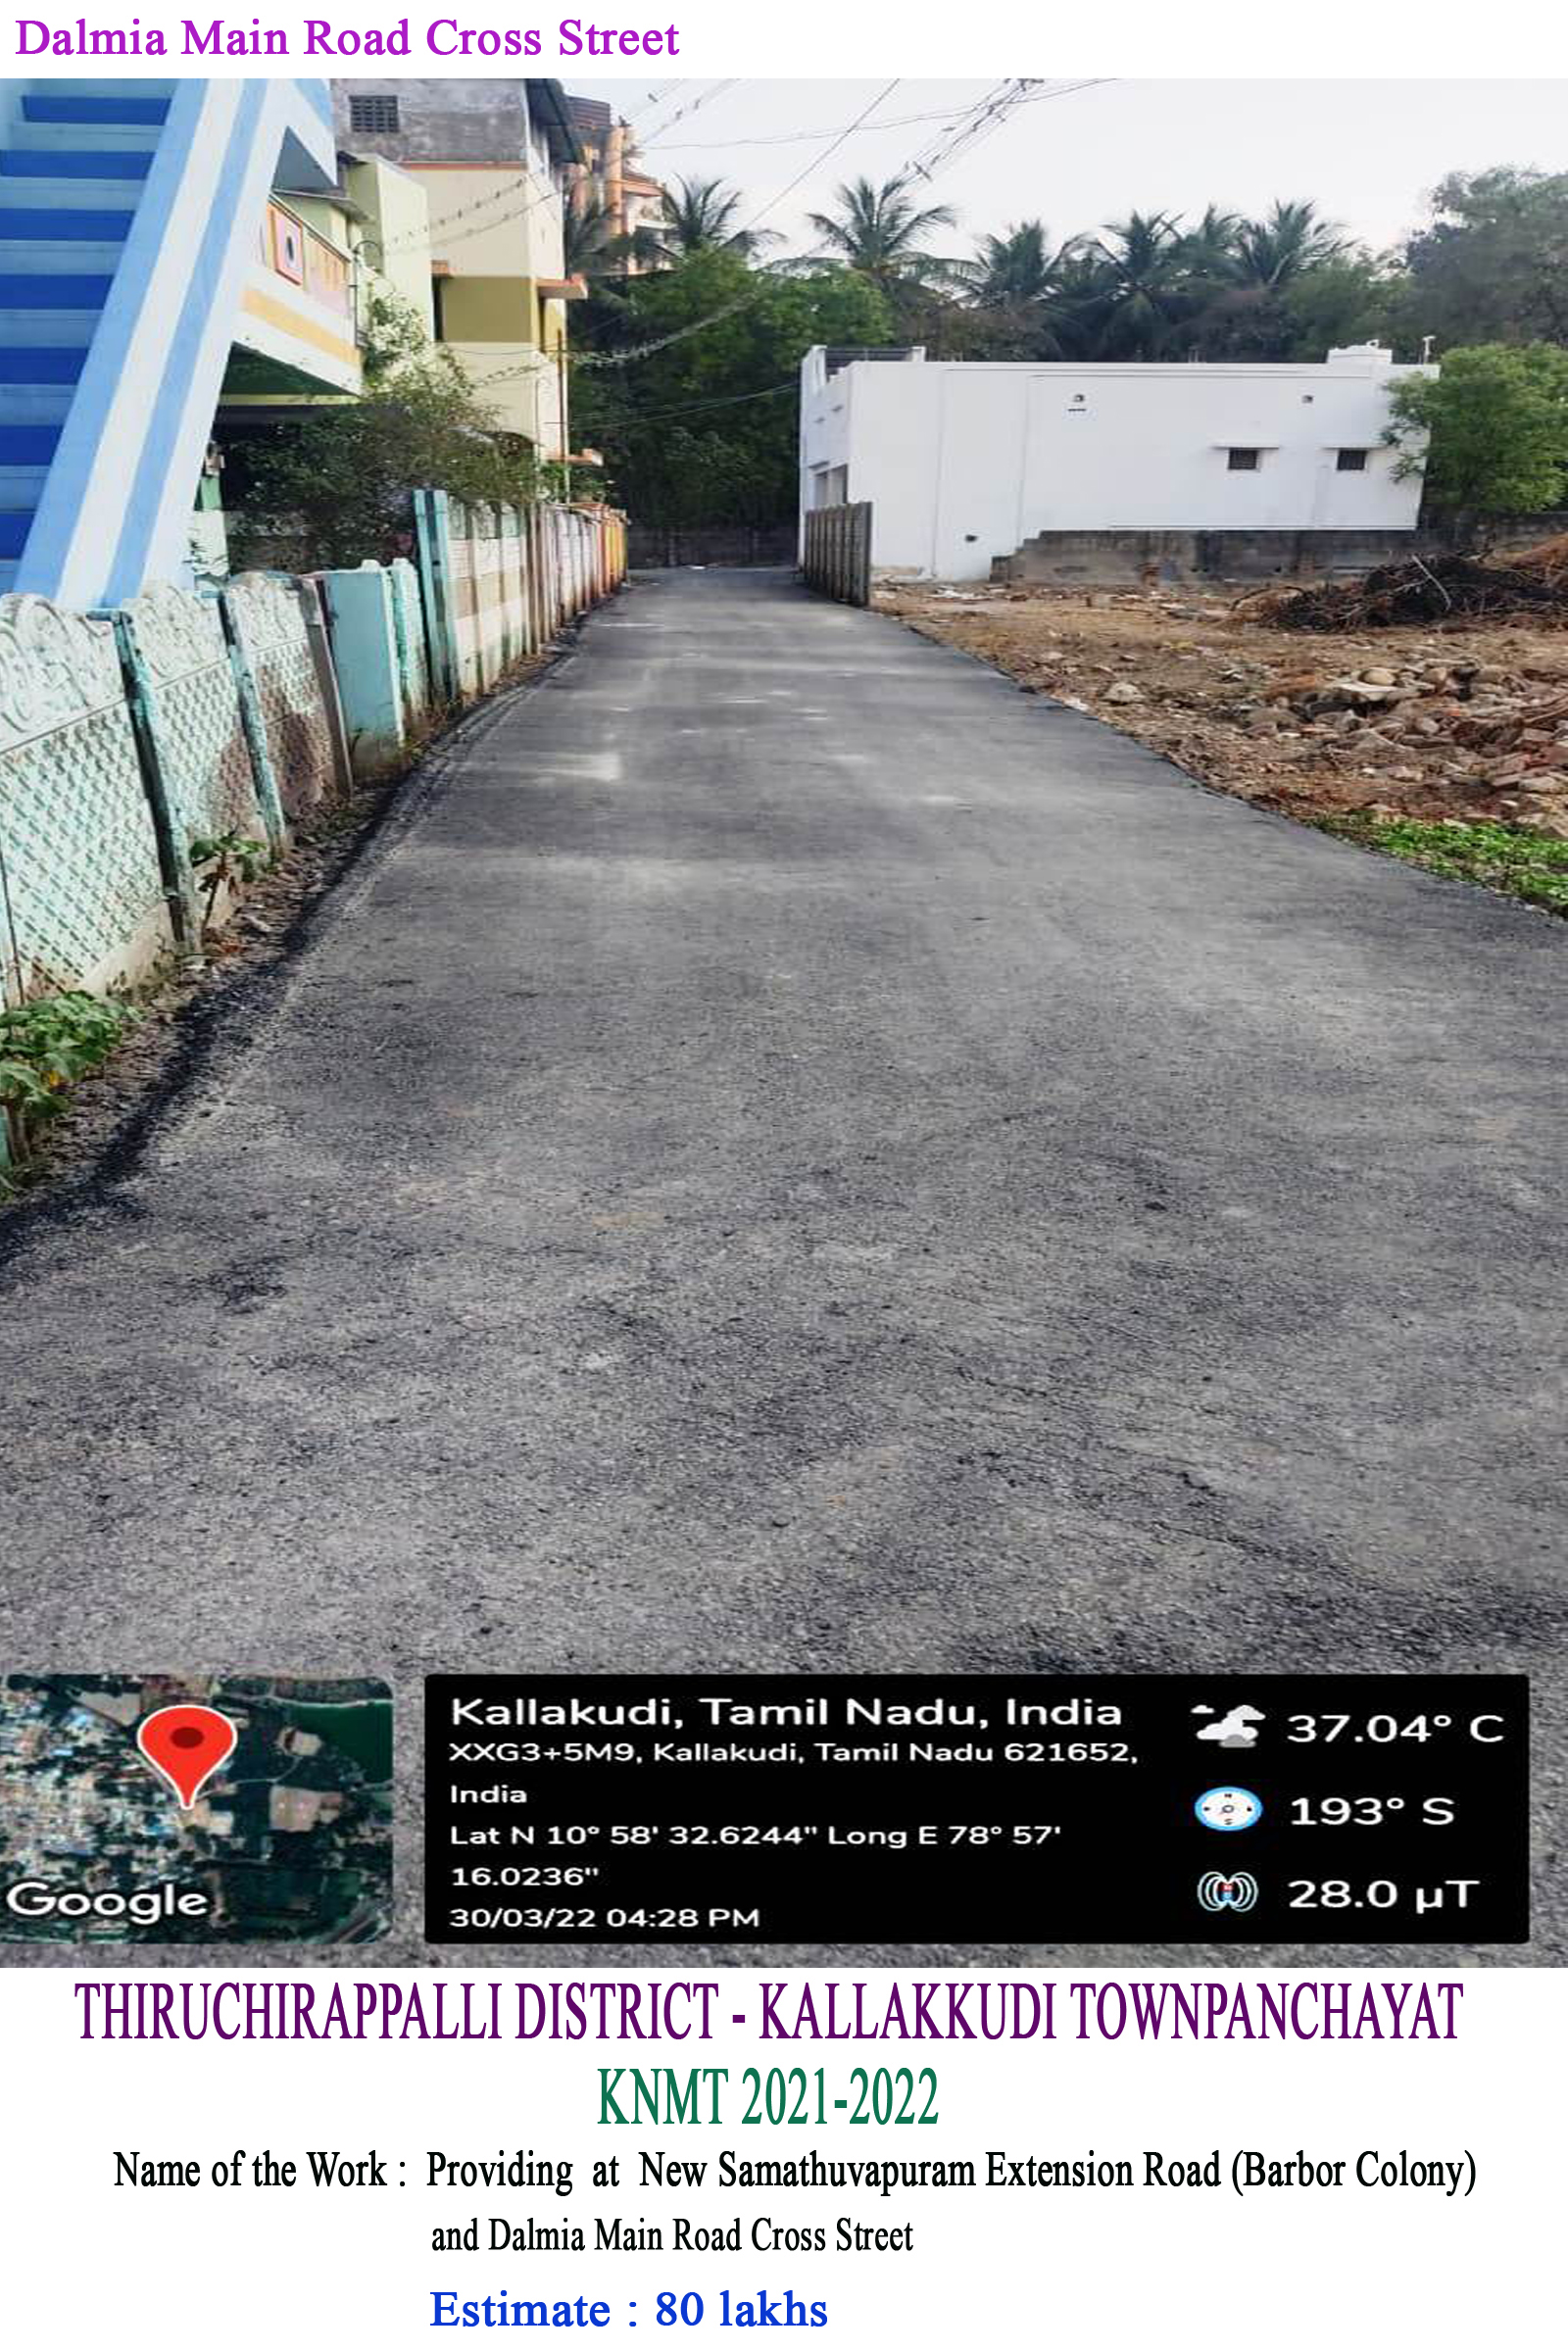 Dalmia Main Road Cross Street
Google
Kallakudi, Tamil Nadu, India
XXG3+5M9, Kallakudi, Tamil Nadu 621652,
India
Lat N 10° 58' 32.6244" Long E 78° 57'
16.0236"
30/03/22 04:28 PM
37.04° C
193° S
28.0 µT
THIRUCHIRAPPALLI DISTRICT - KALLAKKUDI TOWNPANCHAYAT
KNMT 2021-2022
Name of the Work : Providing at New Samathuvapuram Extension Road (Barbor Colony)
and Dalmia Main Road Cross Street
Estimate : 80 lakhs